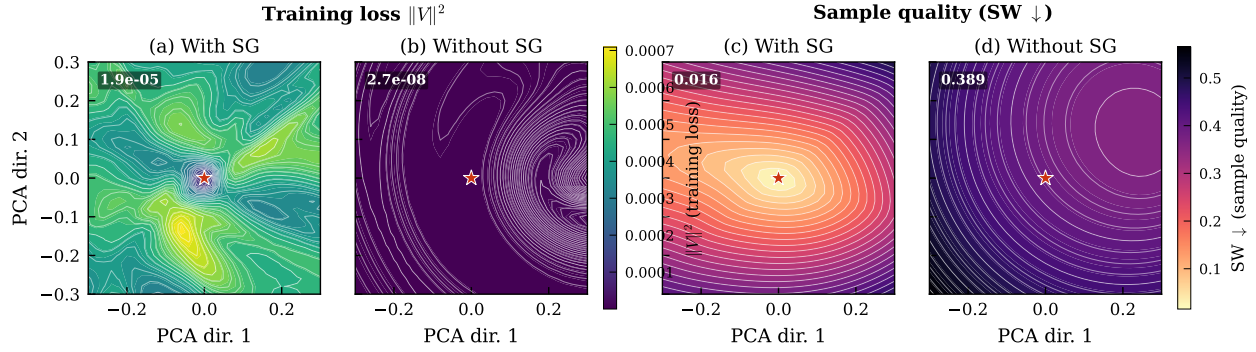 Training loss ‖V‖²
Sample quality (SW ↓)
(a) With SG
(b) Without SG
(c) With SG
(d) Without SG
1.9e-05
2.7e-08
0.016
0.389
PCA dir. 2
0.3
0.2
0.1
0.0
−0.1
−0.2
−0.3
−0.2
0.0
0.2
PCA dir. 1
−0.2
0.0
0.2
PCA dir. 1
0.0007
0.0006
0.0005
0.0004
0.0003
0.0002
0.0001
‖V‖² (training loss)
−0.2
0.0
0.2
PCA dir. 1
−0.2
0.0
0.2
PCA dir. 1
0.5
0.4
0.3
0.2
0.1
SW ↓ (sample quality)